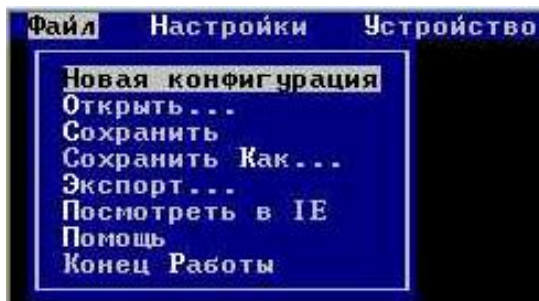 Файл Настройки Устройство
Новая конфигурация
Открыть...
Сохранить
Сохранить Как...
Экспорт...
Посмотреть в IE
Помощь
Конец Работы